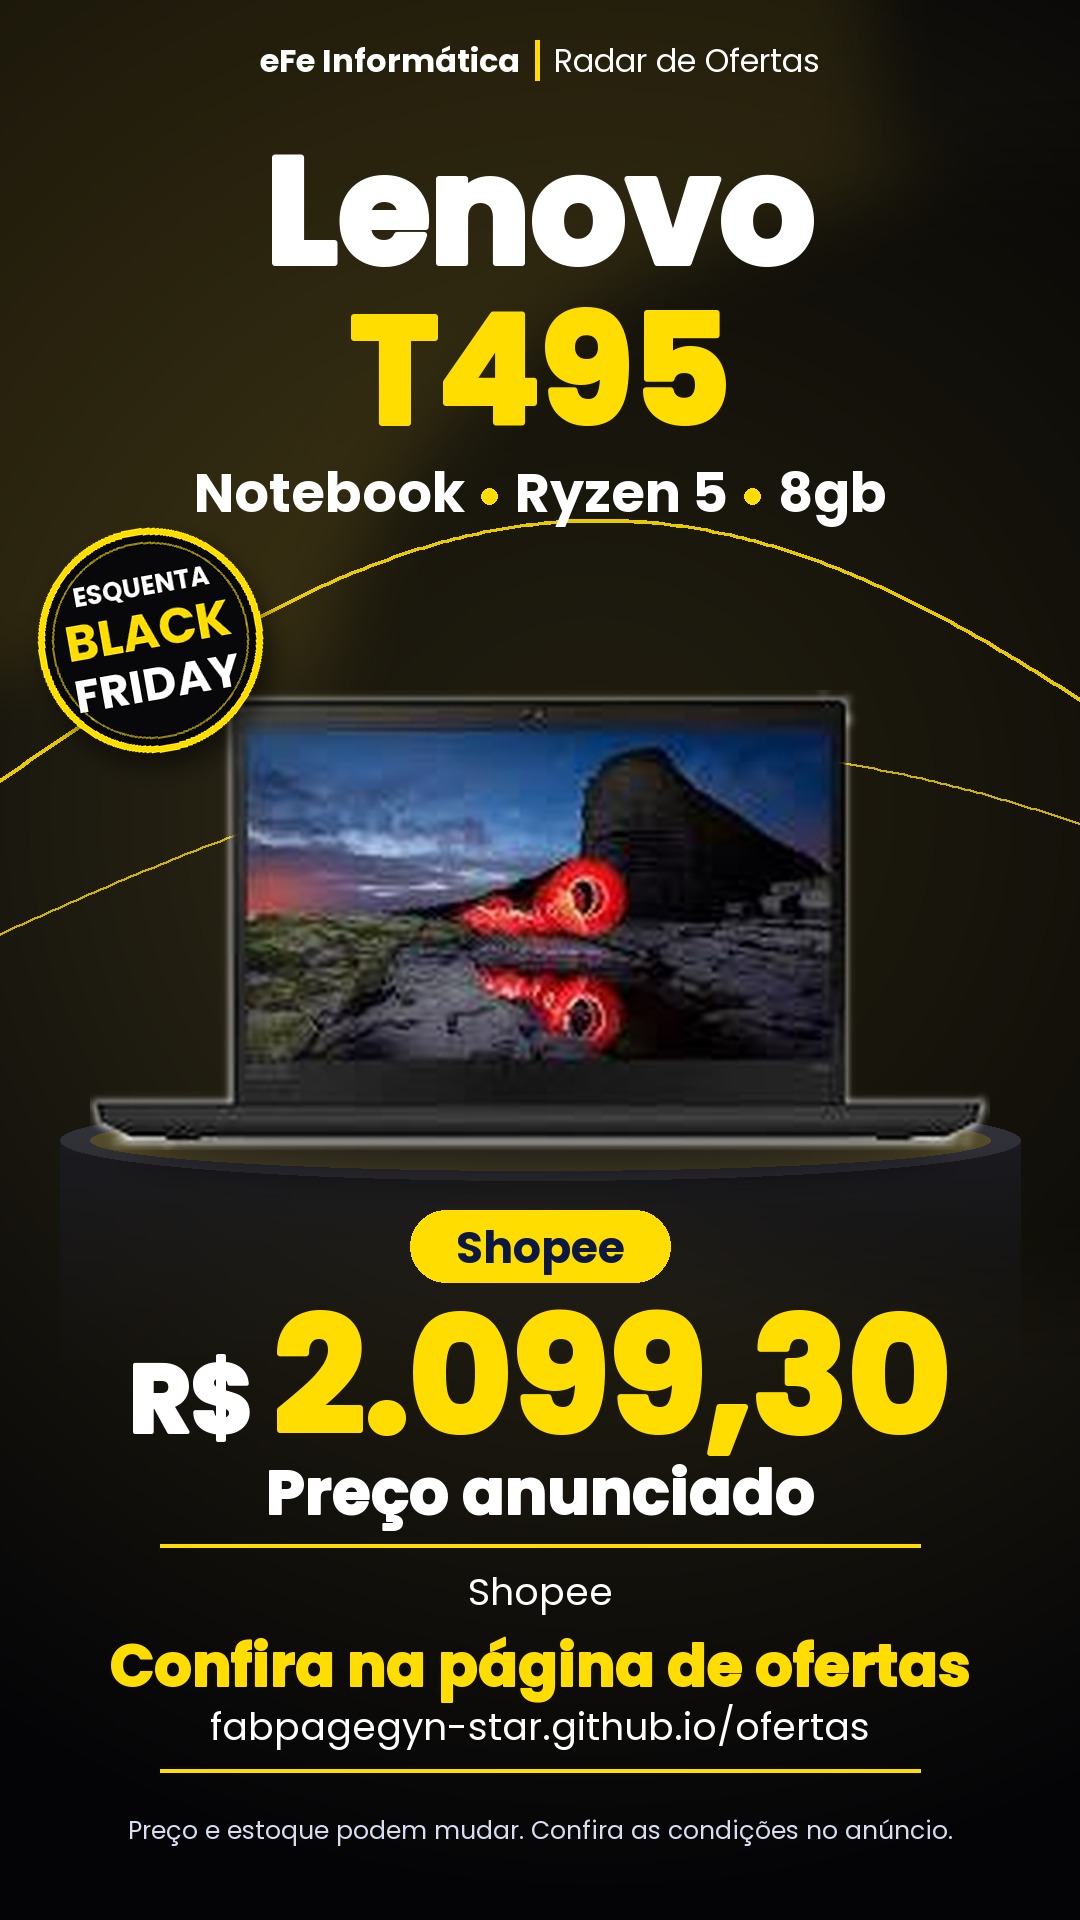 eFe Informática | Radar de Ofertas
Lenovo
T495
Notebook • Ryzen 5 • 8gb
ESQUENTA
BLACK
FRIDAY
Shopee
R$ 2.099,30
Preço anunciado
Shopee
Confira na página de ofertas
fabpagegyn-star.github.io/ofertas
Preço e estoque podem mudar. Confira as condições no anúncio.